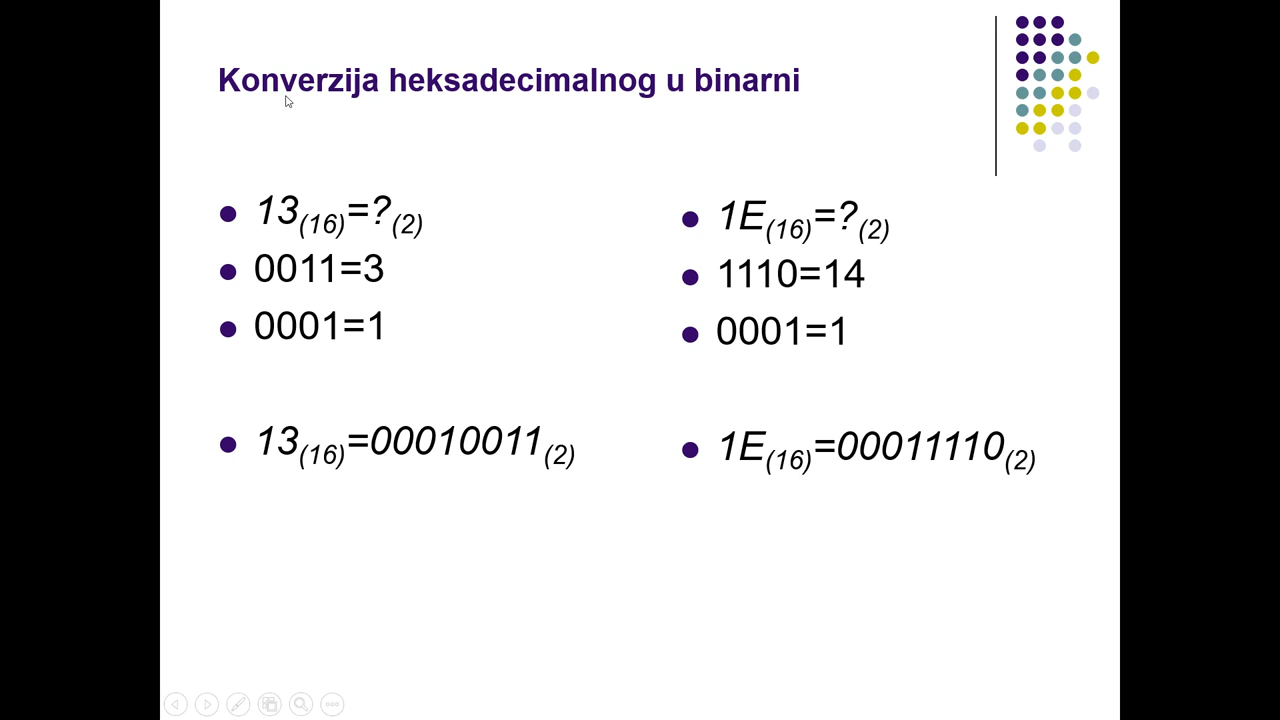 Konverzija heksadecimalnog u binarni
13(16)=?(2)
0011=3
0001=1
13(16)=00010011(2)
1E(16)=?(2)
1110=14
0001=1
1E(16)=00011110(2)